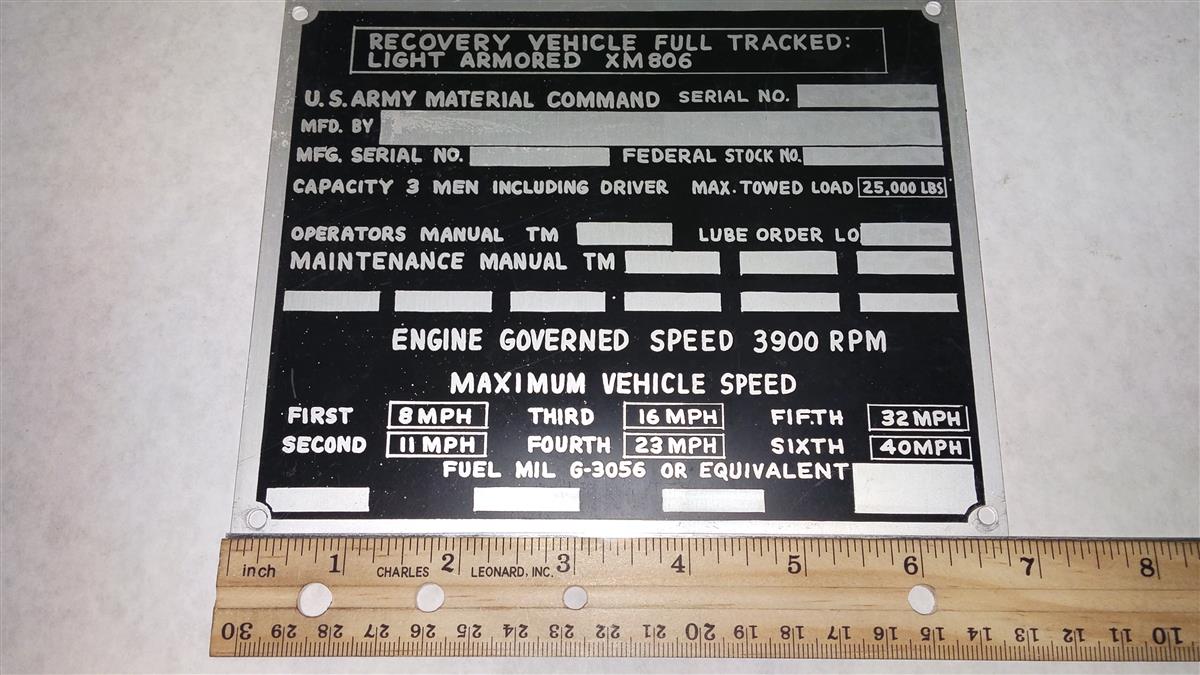 RECOVERY VEHICLE FULL TRACKED:
LIGHT ARMORED XM806
U.S. ARMY MATERIAL COMMAND SERIAL NO.
MFD. BY
MFG. SERIAL NO. FEDERAL STOCK NO.
CAPACITY 3 MEN INCLUDING DRIVER MAX. TOWED LOAD 25,000 LBS
OPERATORS MANUAL TM LUBE ORDER LO
MAINTENANCE MANUAL TM
ENGINE GOVERNED SPEED 3900 RPM
MAXIMUM VEHICLE SPEED
FIRST 8 MPH THIRD 16 MPH FIFTH 32 MPH
SECOND 11 MPH FOURTH 23 MPH SIXTH 40MPH
FUEL MIL G-3056 OR EQUIVALENT
1 2 3 4 5 6 7 8
inch CHARLES LEONARD, INC.
30 29 28 27 26 25 24 23 22 21 20 19 18 17 16 15 14 13 12 11 10